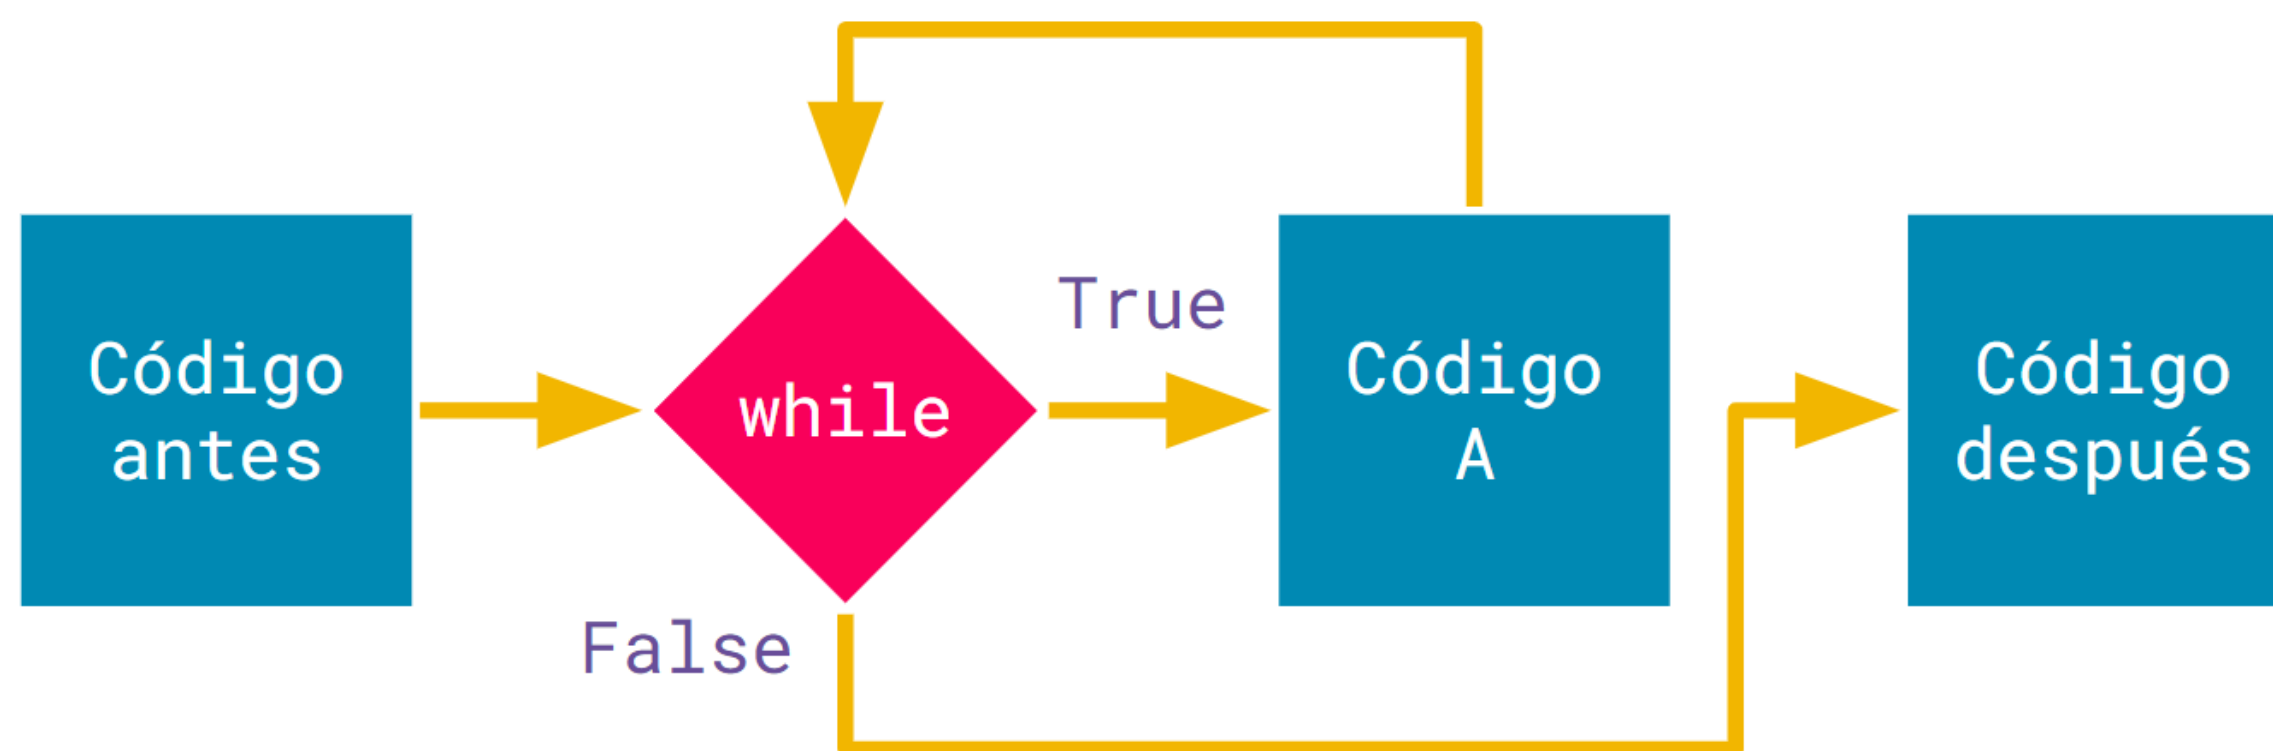 Código
antes
while
True
False
Código
A
Código
después